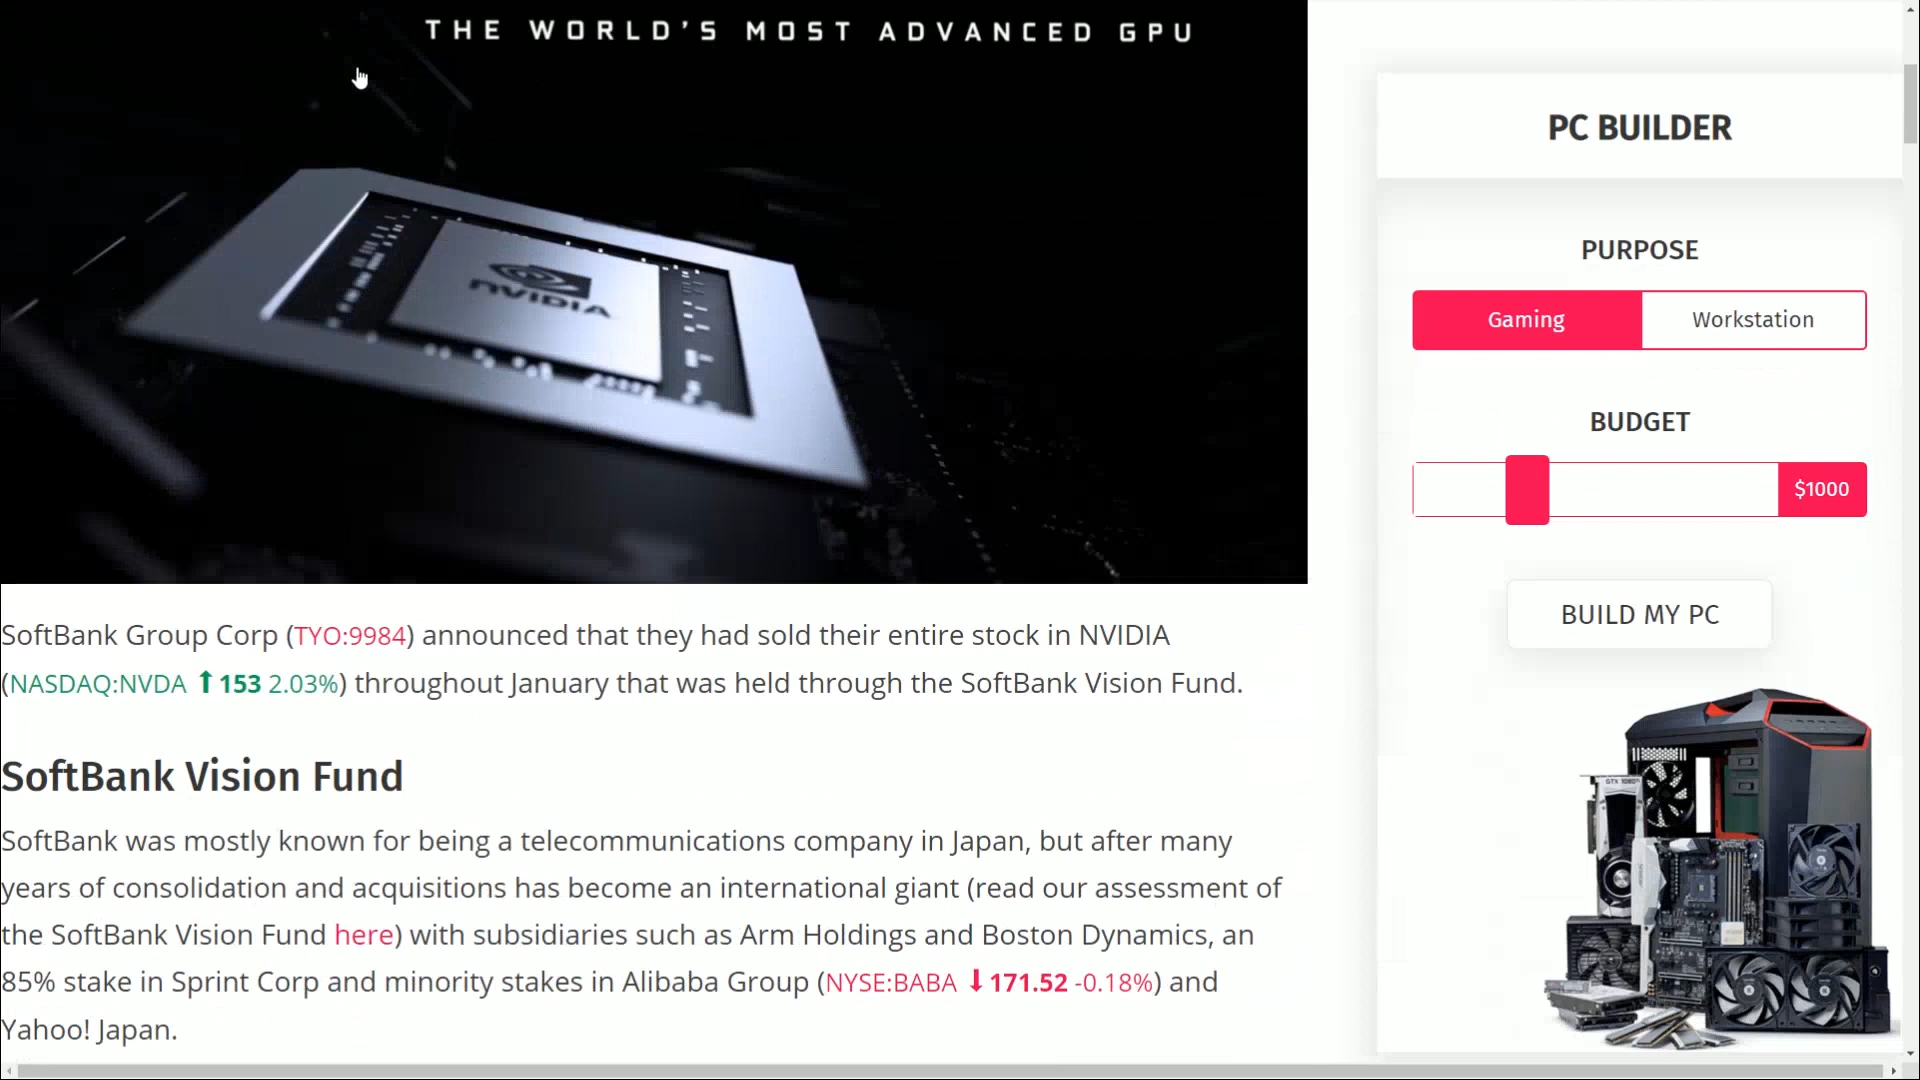 THE WORLD'S MOST ADVANCED GPU
NVIDIA
SoftBank Group Corp (TYO:9984) announced that they had sold their entire stock in NVIDIA
(NASDAQ:NVDA ⬆153 2.03%) throughout January that was held through the SoftBank Vision Fund.
SoftBank Vision Fund
SoftBank was mostly known for being a telecommunications company in Japan, but after many
years of consolidation and acquisitions has become an international giant (read our assessment of
the SoftBank Vision Fund here) with subsidiaries such as Arm Holdings and Boston Dynamics, an
85% stake in Sprint Corp and minority stakes in Alibaba Group (NYSE:BABA ⬇171.52 -0.18%) and
Yahoo! Japan.
PC BUILDER
PURPOSE
Gaming Workstation
BUDGET
$1000
BUILD MY PC